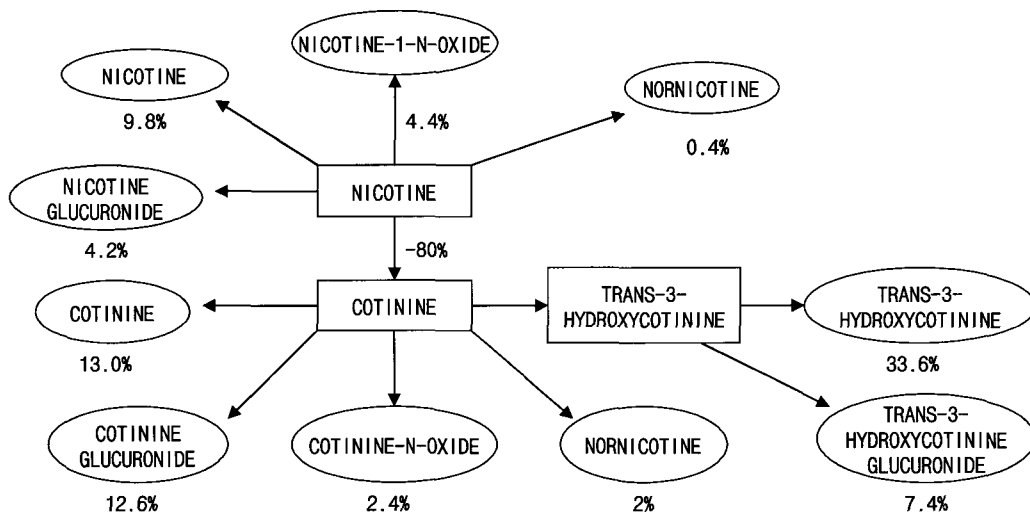 NICOTINE-1-N-OXIDE
NICOTINE
9.8%
4.4%
NORNICOTINE
0.4%
NICOTINE
NICOTINE
GLUCURONIDE
4.2%
-80%
COTININE
13.0%
COTININE
TRANS-3-
HYDROXYCOTININE
TRANS-3-
HYDROXYCOTININE
33.6%
COTININE
GLUCURONIDE
12.6%
COTININE-N-OXIDE
2.4%
NORNICOTINE
2%
TRANS-3-
HYDROXYCOTININE
GLUCURONIDE
7.4%